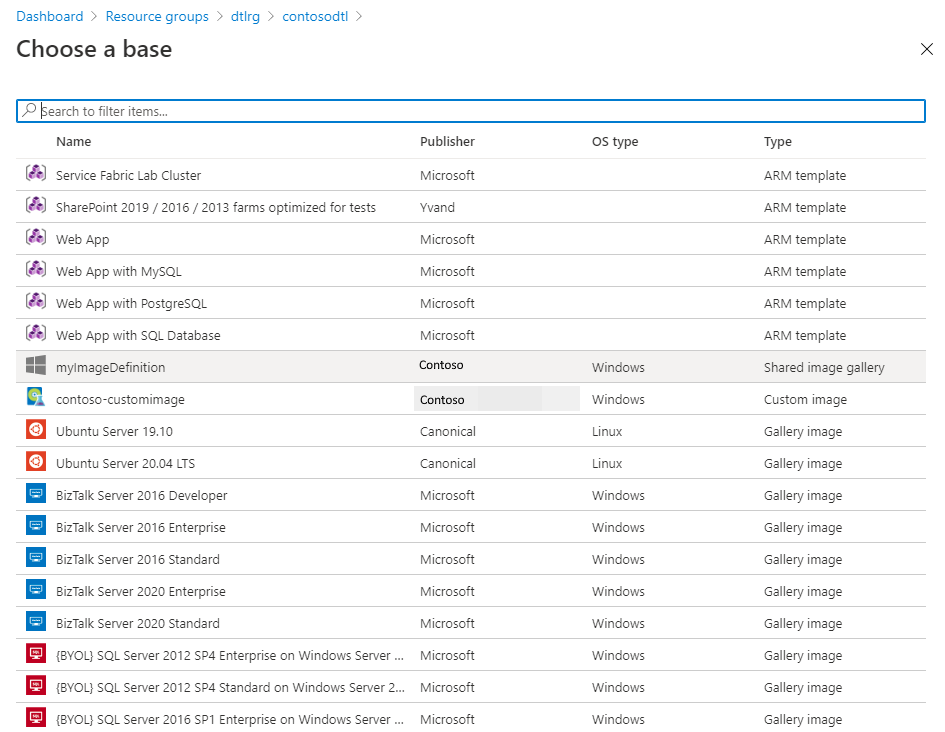 Dashboard > Resource groups > dtlrg > contosodtl >
Choose a base
Search to filter items...
Name Publisher OS type Type
Service Fabric Lab Cluster Microsoft ARM template
SharePoint 2019 / 2016 / 2013 farms optimized for tests Yvand ARM template
Web App Microsoft ARM template
Web App with MySQL Microsoft ARM template
Web App with PostgreSQL Microsoft ARM template
Web App with SQL Database Microsoft ARM template
myImageDefinition Contoso Windows Shared image gallery
contoso-customimage Contoso Windows Custom image
Ubuntu Server 19.10 Canonical Linux Gallery image
Ubuntu Server 20.04 LTS Canonical Linux Gallery image
BizTalk Server 2016 Developer Microsoft Windows Gallery image
BizTalk Server 2016 Enterprise Microsoft Windows Gallery image
BizTalk Server 2016 Standard Microsoft Windows Gallery image
BizTalk Server 2020 Enterprise Microsoft Windows Gallery image
BizTalk Server 2020 Standard Microsoft Windows Gallery image
{BYOL} SQL Server 2012 SP4 Enterprise on Windows Server ... Microsoft Windows Gallery image
{BYOL} SQL Server 2012 SP4 Standard on Windows Server 2... Microsoft Windows Gallery image
{BYOL} SQL Server 2016 SP1 Enterprise on Windows Server ... Microsoft Windows Gallery image